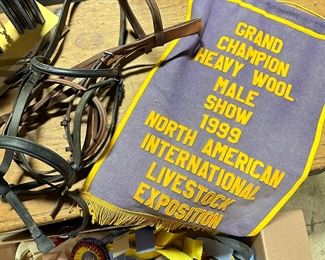 GRAND
CHAMPION
HEAVY WOOL
MALE
SHOW
1999
NORTH AMERICAN
INTERNATIONAL
LIVESTOCK
EXPOSITION